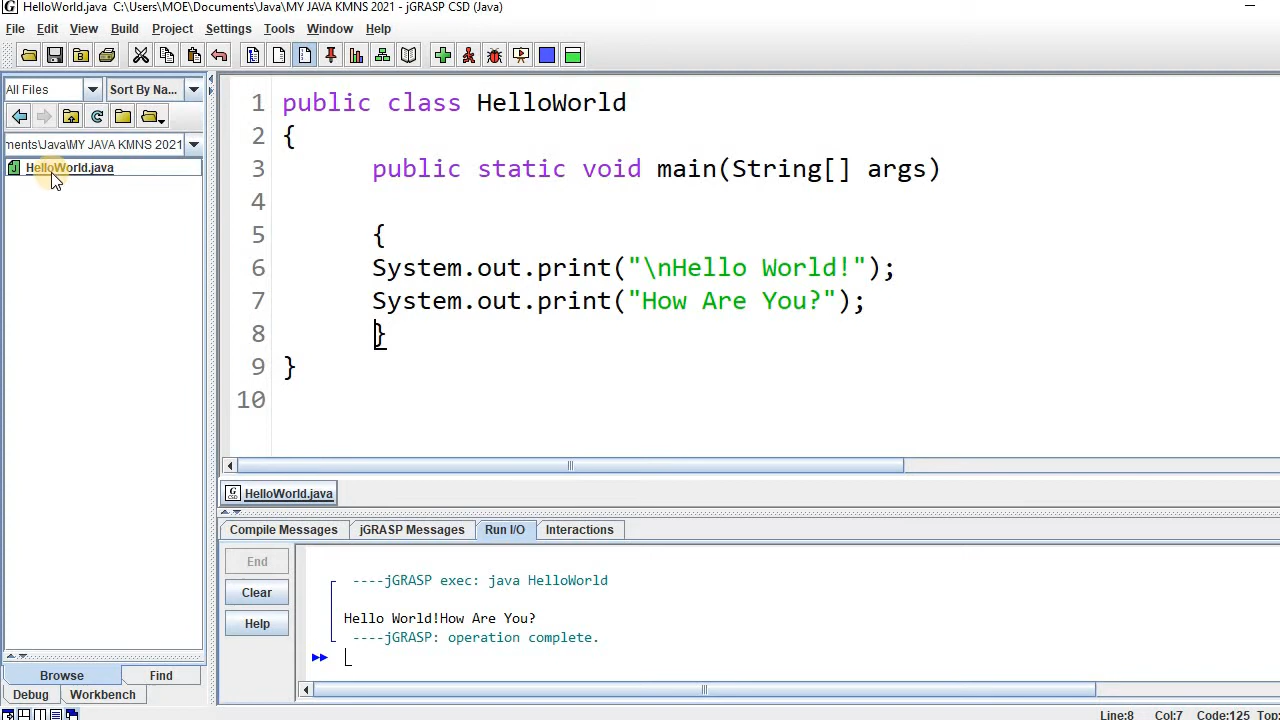 HelloWorld.java  C:\Users\MOE\Documents\Java\MY JAVA KMNS 2021 - jGRASP CSD (Java)
File Edit View Build Project Settings Tools Window Help
All Files Sort By Na...
ments\Java\MY JAVA KMNS 2021
HelloWorld.java
1 public class HelloWorld
2 {
3 public static void main(String[] args)
4
5 {
6 System.out.print("\nHello World!");
7 System.out.print("How Are You?");
8 }
9 }
10
HelloWorld.java
Compile Messages jGRASP Messages Run I/O Interactions
End
Clear
Help
----jGRASP exec: java HelloWorld
Hello World!How Are You?
----jGRASP: operation complete.
Browse Find
Debug Workbench
Line:8 Col:7 Code:125 Top: